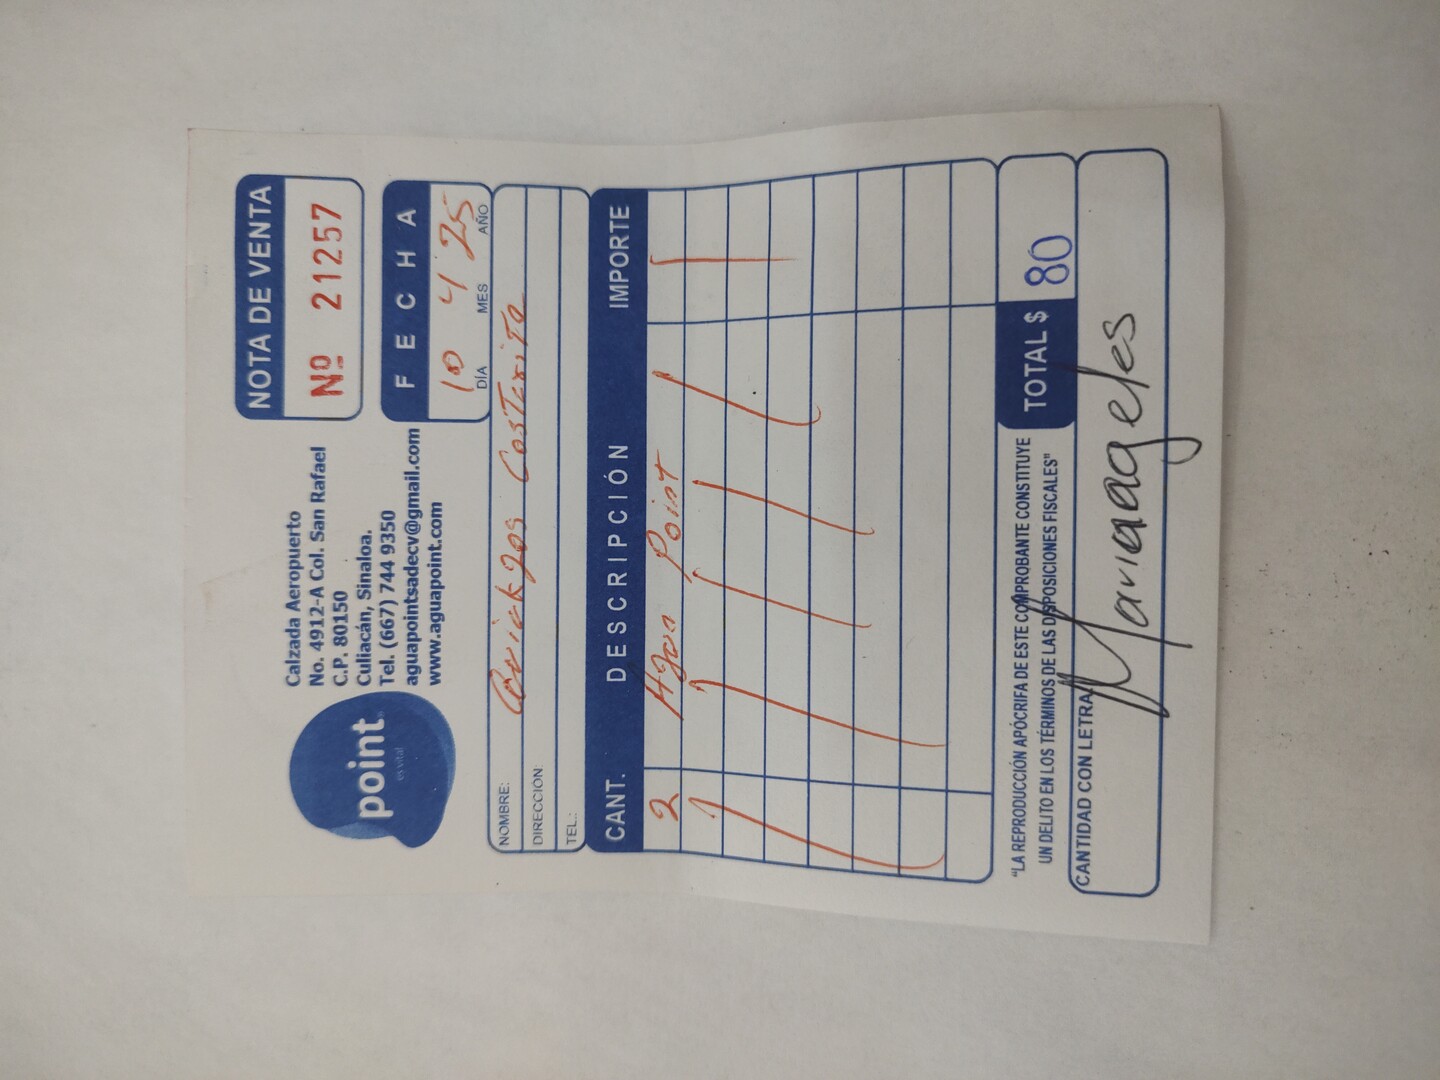 point
es vital
Calzada Aeropuerto
No. 4912-A Col. San Rafael
C.P. 80150
Culiacán, Sinaloa.
Tel. (667) 744 9350
aguapointsadecv@gmail.com
www.aguapoint.com
NOTA DE VENTA
Nº 21257
FECHA
10 4 25
DÍA MES AÑO
NOMBRE: Costerita
DIRECCIÓN:
TEL.:
CANT. DESCRIPCIÓN IMPORTE
2 Agua Point
"LA REPRODUCCIÓN APÓCRIFA DE ESTE COMPROBANTE CONSTITUYE
UN DELITO EN LOS TÉRMINOS DE LAS DISPOSICIONES FISCALES"
TOTAL $ 80
CANTIDAD CON LETRA
Mariaageles